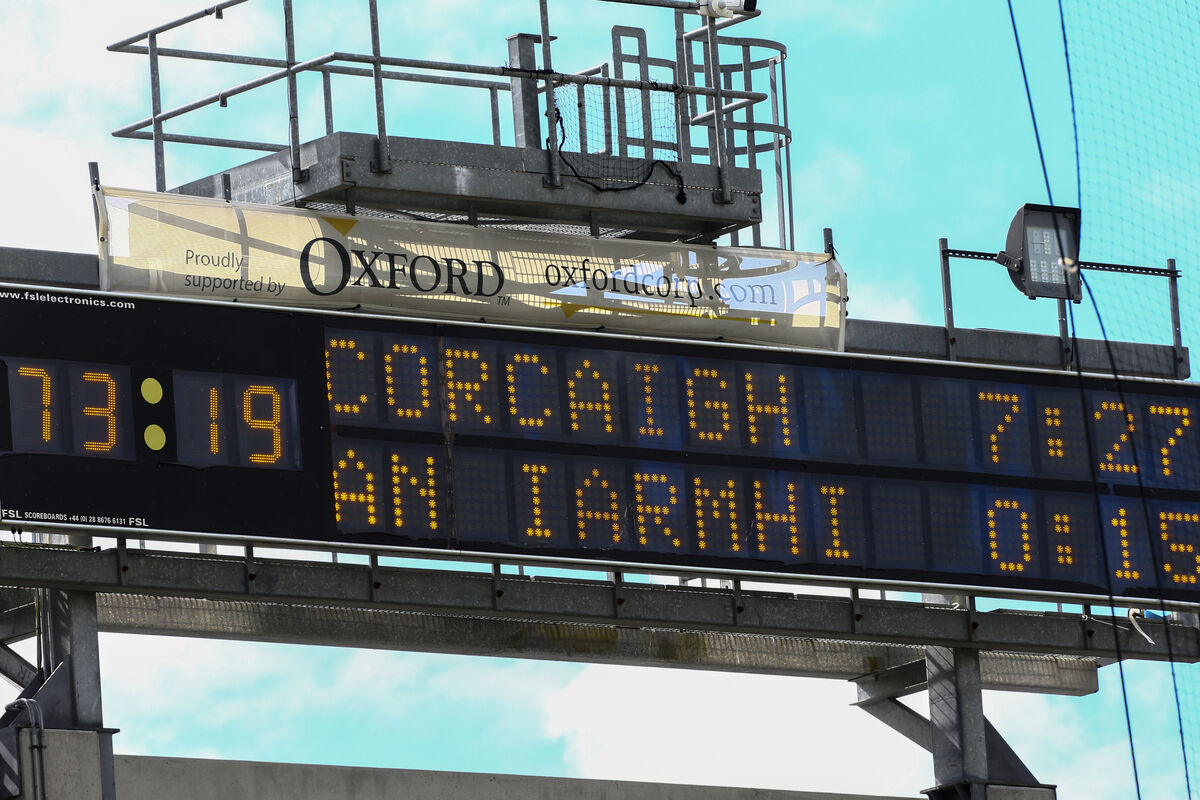 Proudly
supported by
OXFORD™
oxfordcorp.com
www.fslelectronics.com
73:19
CORCAIGH 7:27
AN IARMHI 0:15
FSL SCOREBOARDS +44 (0) 28 8676 6131 FSL